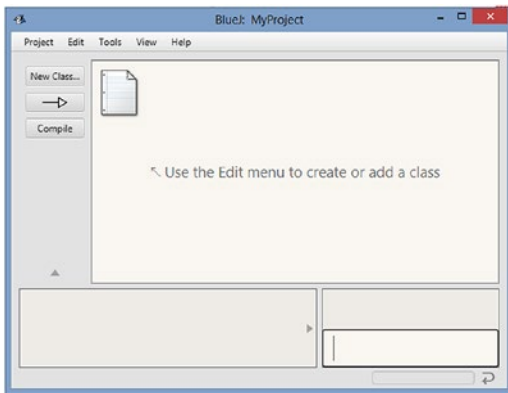 BlueJ: MyProject
Project Edit Tools View Help
New Class...
Compile
Use the Edit menu to create or add a class